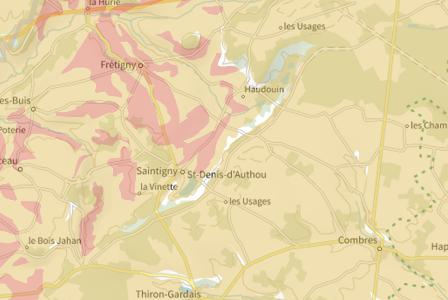 la Hurie
les Usages
Frétigny
Haudouin
es-Buis
Poterie
les Cham
eau
Saintigny
St-Denis-d'Authou
la Vinette
les Usages
le Bois Jahan
Combres
Hap
Thiron-Gardais